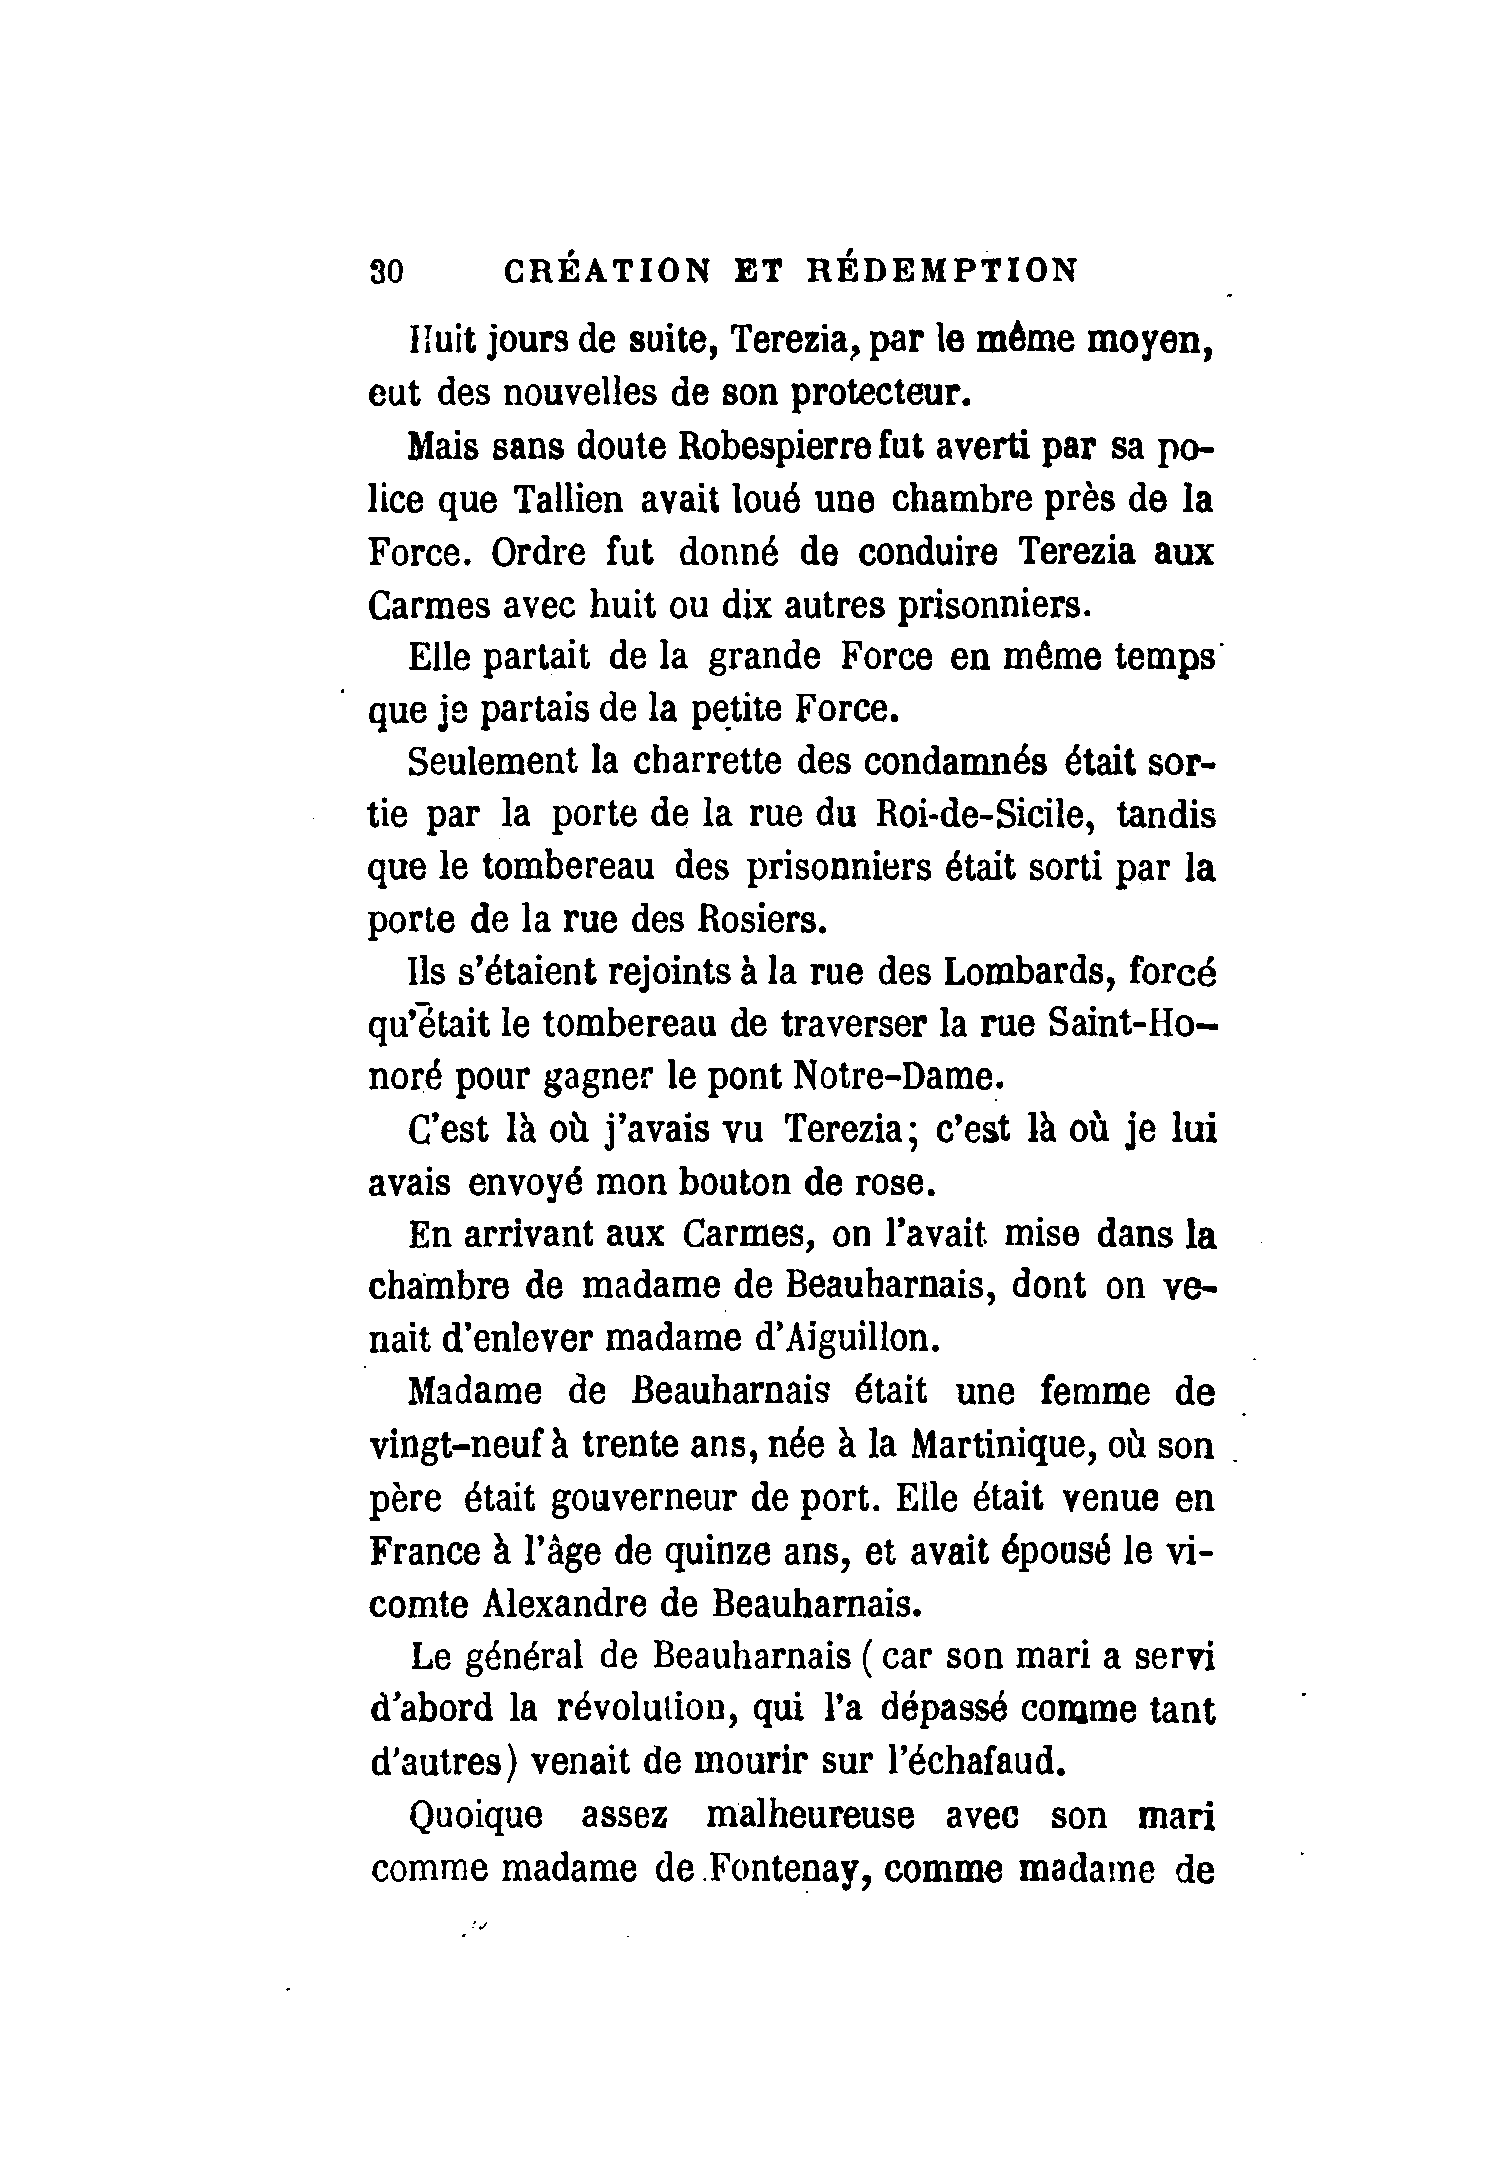 30 CRÉATION ET RÉDEMPTION
Huit jours de suite, Terezia, par le même moyen,
eut des nouvelles de son protecteur.
Mais sans doute Robespierre fut averti par sa po-
lice que Tallien avait loué une chambre près de la
Force. Ordre fut donné de conduire Terezia aux
Carmes avec huit ou dix autres prisonniers.
Elle partait de la grande Force en même temps
que je partais de la petite Force.
Seulement la charrette des condamnés était sor-
tie par la porte de la rue du Roi-de-Sicile, tandis
que le tombereau des prisonniers était sorti par la
porte de la rue des Rosiers.
Ils s'étaient rejoints à la rue des Lombards, forcé
qu'était le tombereau de traverser la rue Saint-Ho-
noré pour gagner le pont Notre-Dame.
C'est là où j'avais vu Terezia; c'est là où je lui
avais envoyé mon bouton de rose.
En arrivant aux Carmes, on l'avait mise dans la
chambre de madame de Beauharnais, dont on ve-
nait d'enlever madame d'Aiguillon.
Madame de Beauharnais était une femme de
vingt-neuf à trente ans, née à la Martinique, où son
père était gouverneur de port. Elle était venue en
France à l'âge de quinze ans, et avait épousé le vi-
comte Alexandre de Beauharnais.
Le général de Beauharnais ( car son mari a servi
d'abord la révolution, qui l'a dépassé comme tant
d'autres) venait de mourir sur l'échafaud.
Quoique assez malheureuse avec son mari
comme madame de Fontenay, comme madame de